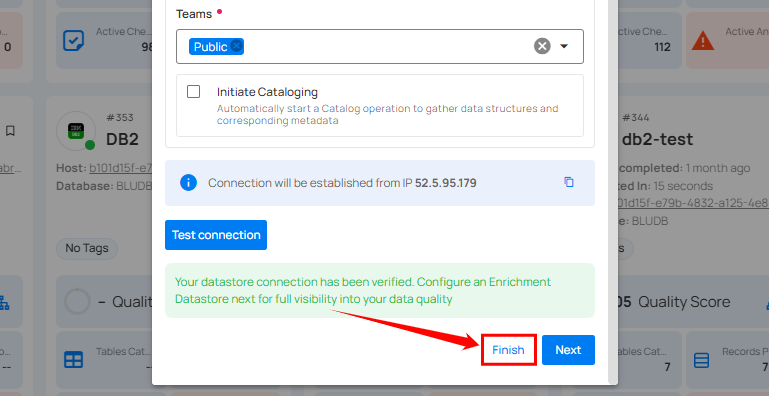 Teams
Public
Initiate Cataloging
Automatically start a Catalog operation to gather data structures and
corresponding metadata
Connection will be established from IP 52.5.95.179
Test connection
Your datastore connection has been verified. Configure an Enrichment
Datastore next for full visibility into your data quality
Finish
Next
0
Active Che...
98
#353
DB2
Host: b101d15f-e7
Database: BLUDB
No Tags
– Qualit
Tables Cat...
--
--
Active Che...
112
Active An
#344
db2-test
completed: 1 month ago
ed In: 15 seconds
01d15f-e79b-4832-a125-4e8
e: BLUDB
s
05 Quality Score
ables Cat...
7
Records P
7